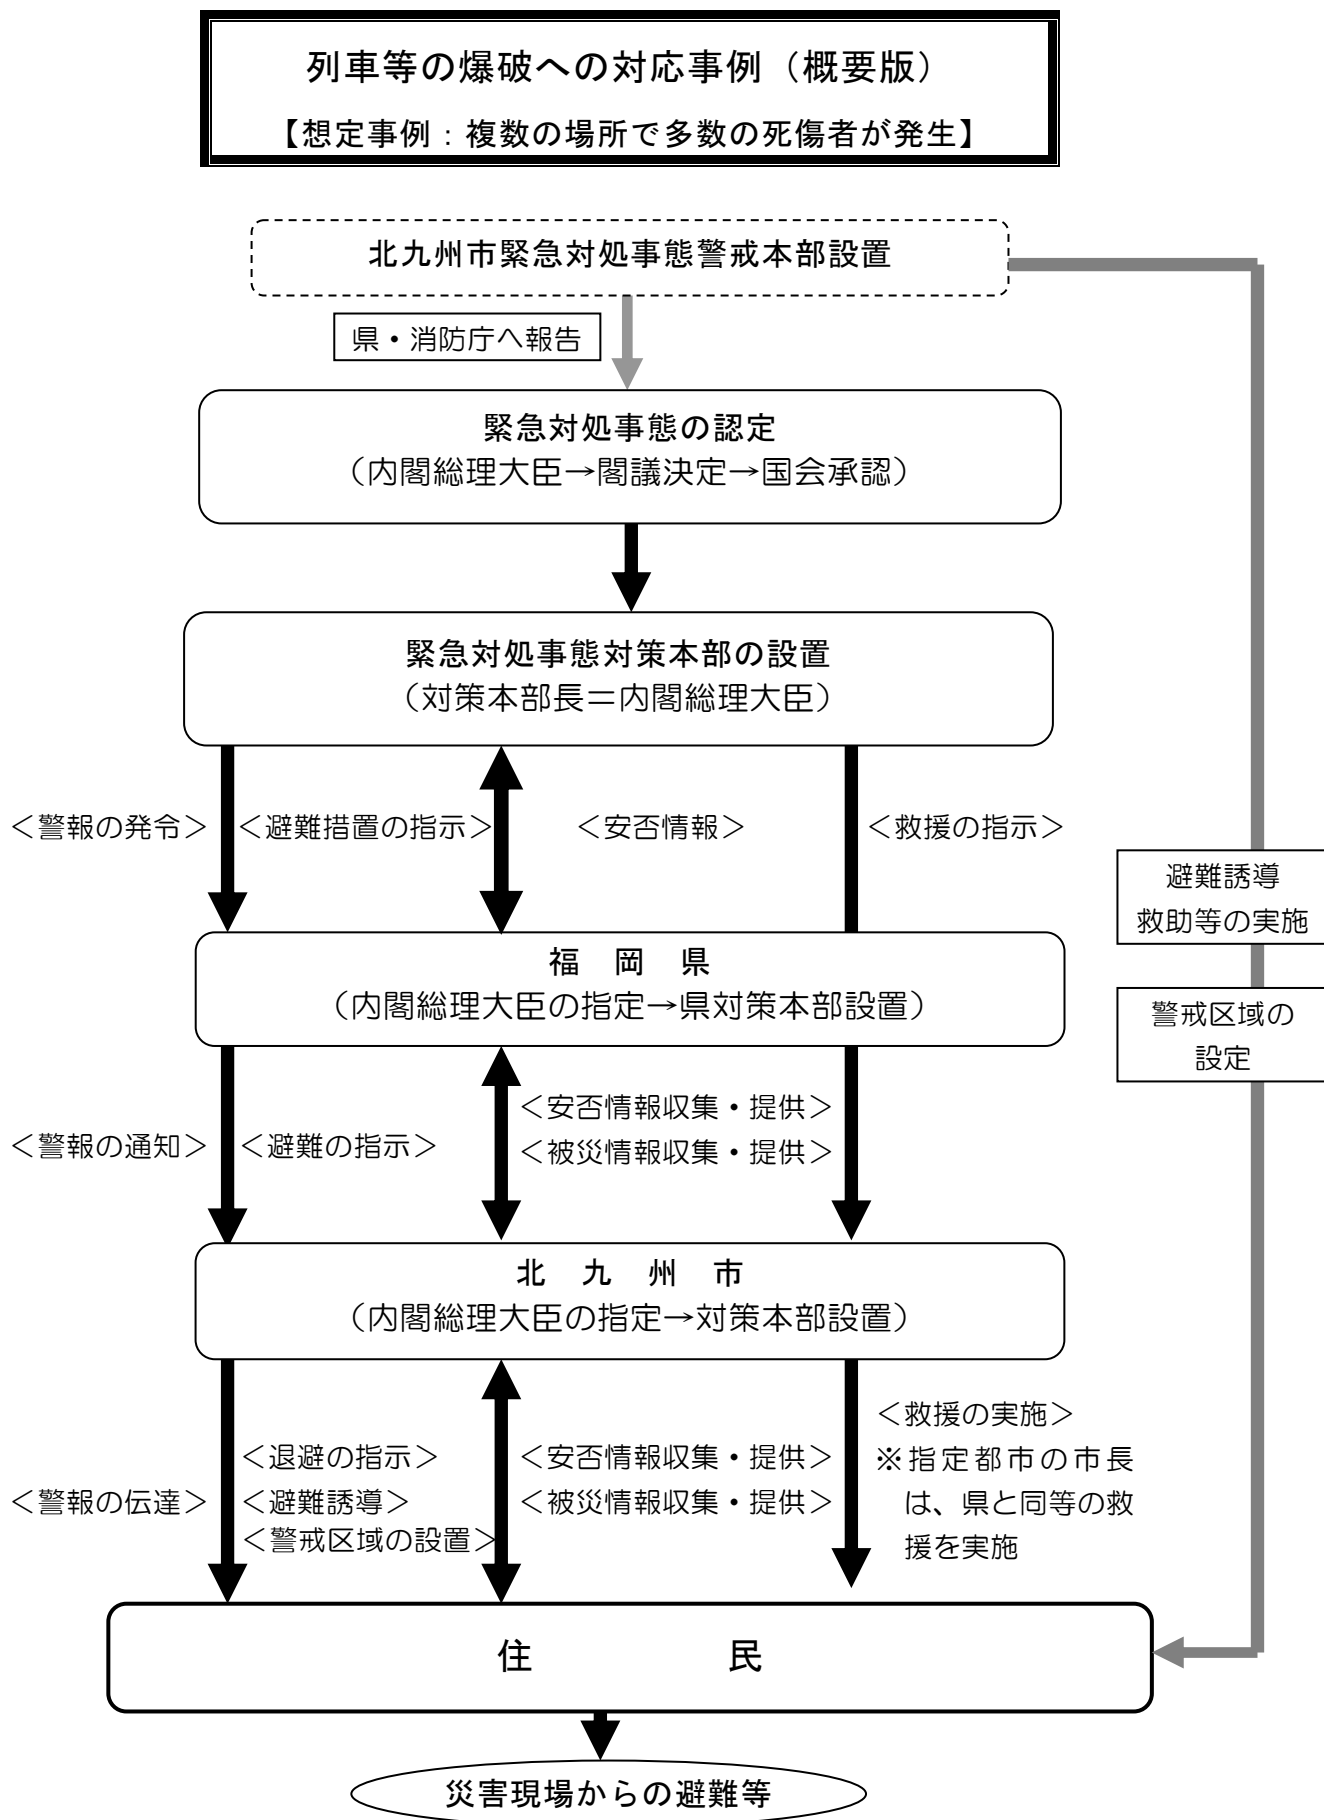 列車等の爆破への対応事例（概要版）
【想定事例：複数の場所で多数の死傷者が発生】
北九州市緊急対処事態警戒本部設置
県・消防庁へ報告
緊急対処事態の認定
（内閣総理大臣→閣議決定→国会承認）
緊急対処事態対策本部の設置
（対策本部長＝内閣総理大臣）
＜警報の発令＞
＜避難措置の指示＞
＜安否情報＞
＜救援の指示＞
避難誘導
救助等の実施
福　岡　県
（内閣総理大臣の指定→県対策本部設置）
警戒区域の
設定
＜警報の通知＞
＜避難の指示＞
＜安否情報収集・提供＞
＜被災情報収集・提供＞
北　九　州　市
（内閣総理大臣の指定→対策本部設置）
＜警報の伝達＞
＜退避の指示＞
＜避難誘導＞
＜警戒区域の設置＞
＜安否情報収集・提供＞
＜被災情報収集・提供＞
＜救援の実施＞
※指定都市の市長
は、県と同等の救
援を実施
住　　　民
災害現場からの避難等